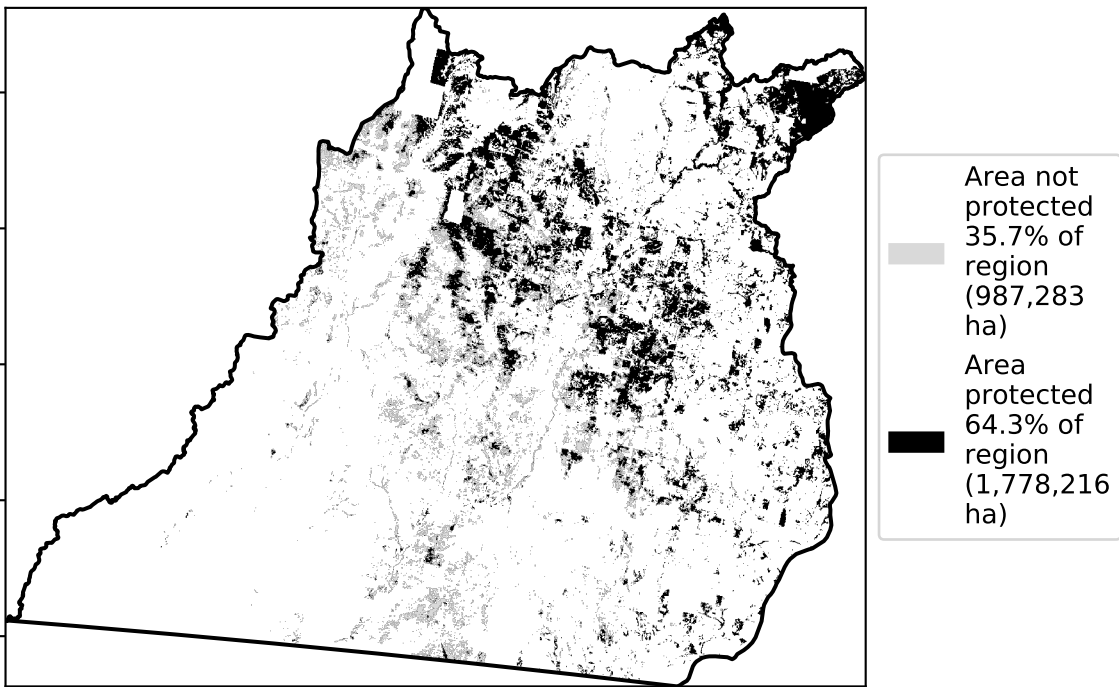 Area not
protected
35.7% of
region
(987,283
ha)
Area
protected
64.3% of
region
(1,778,216
ha)